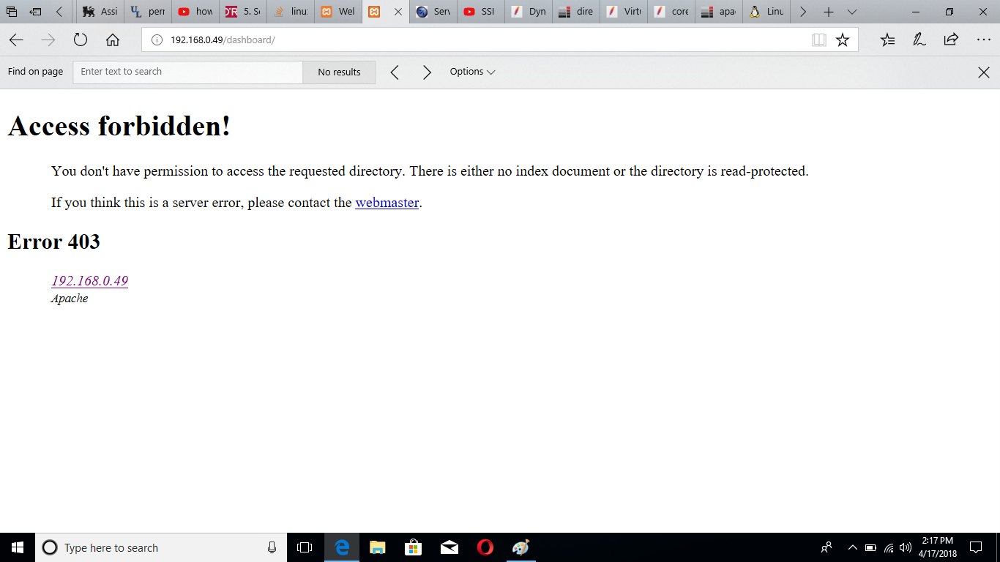 Assi
perr
how
5. Se
linux
Wel
Serv
SSI
Dyn
dire
Virtu
core
apa
Linu
192.168.0.49/dashboard/
Find on page
Enter text to search
No results
Options
Access forbidden!
You don't have permission to access the requested directory. There is either no index document or the directory is read-protected.
If you think this is a server error, please contact the webmaster.
Error 403
192.168.0.49
Apache
Type here to search
2:17 PM
4/17/2018